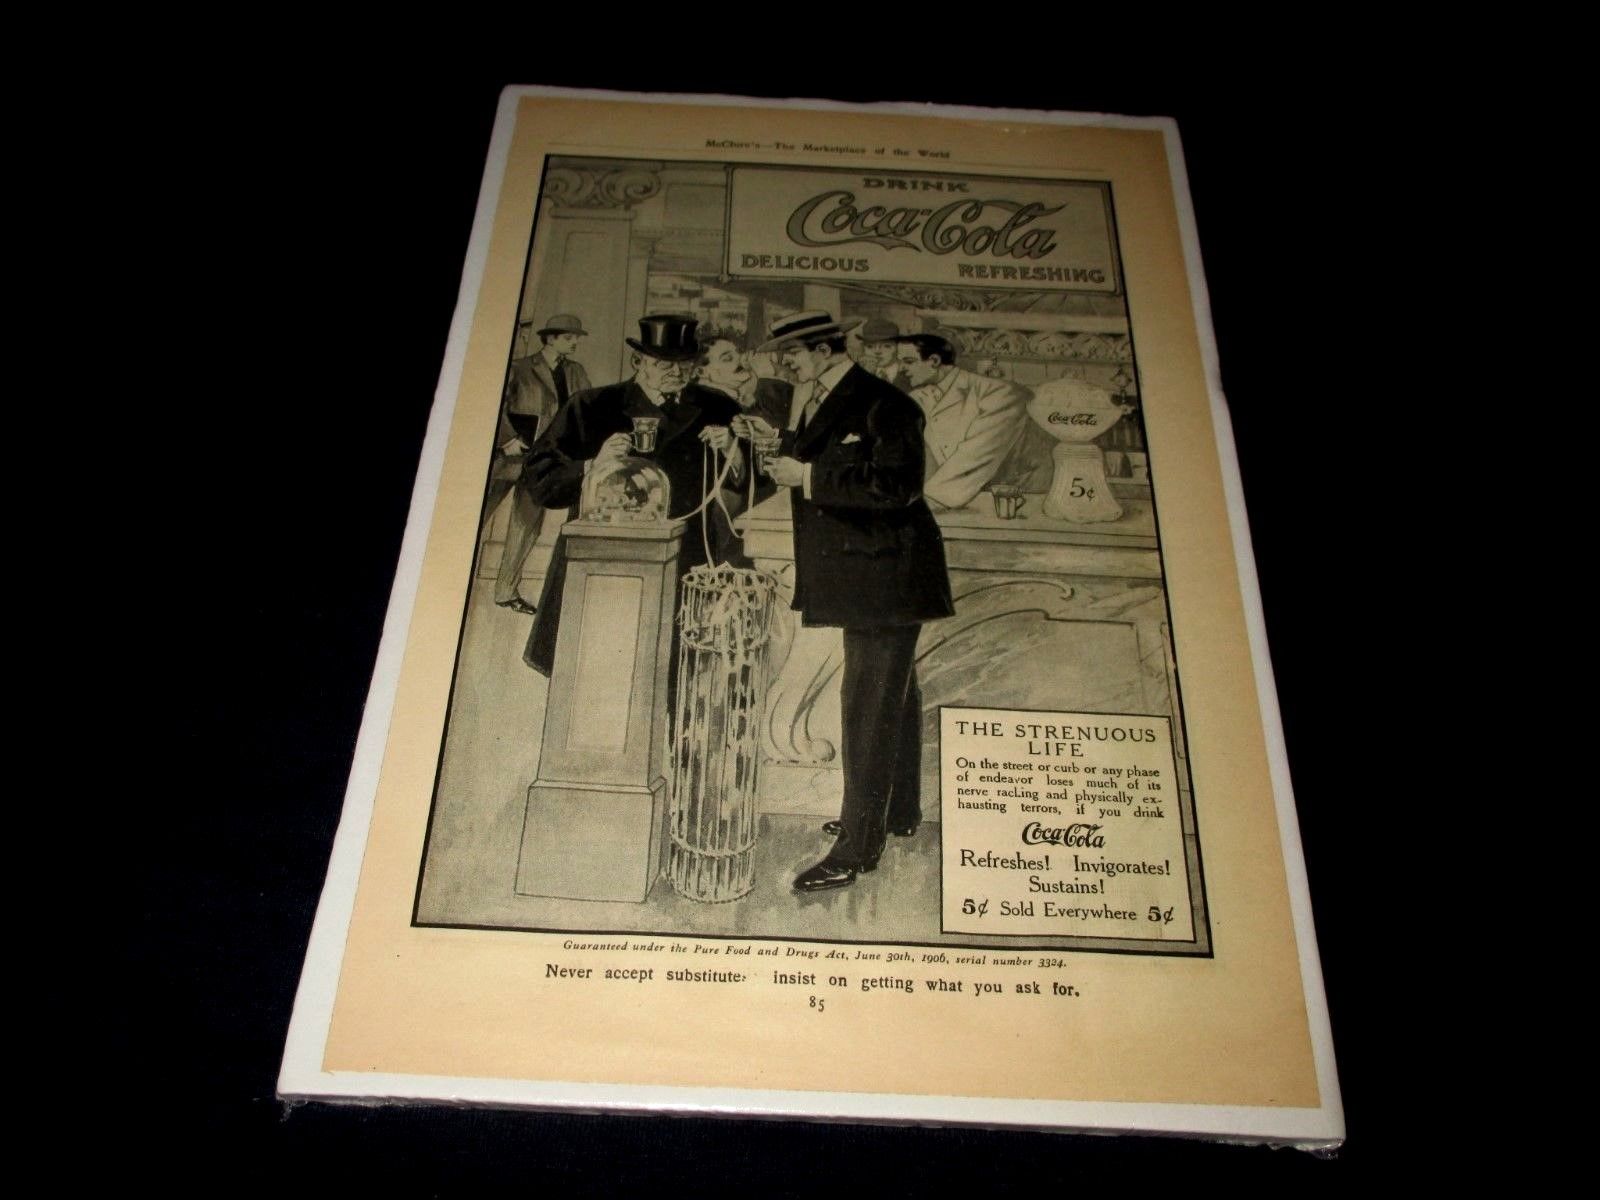 McClure's—The Marketplace of the World
DRINK
Coca-Cola
DELICIOUS REFRESHING
Coca-Cola
5¢
THE STRENUOUS
LIFE
On the street or curb or any phase
of endeavor loses much of its
nerve racking and physically ex-
hausting terrors, if you drink
Coca-Cola
Refreshes! Invigorates!
Sustains!
5¢ Sold Everywhere 5¢
Guaranteed under the Pure Food and Drugs Act, June 30th, 1906, serial number 3324.
Never accept substitutes insist on getting what you ask for.
85